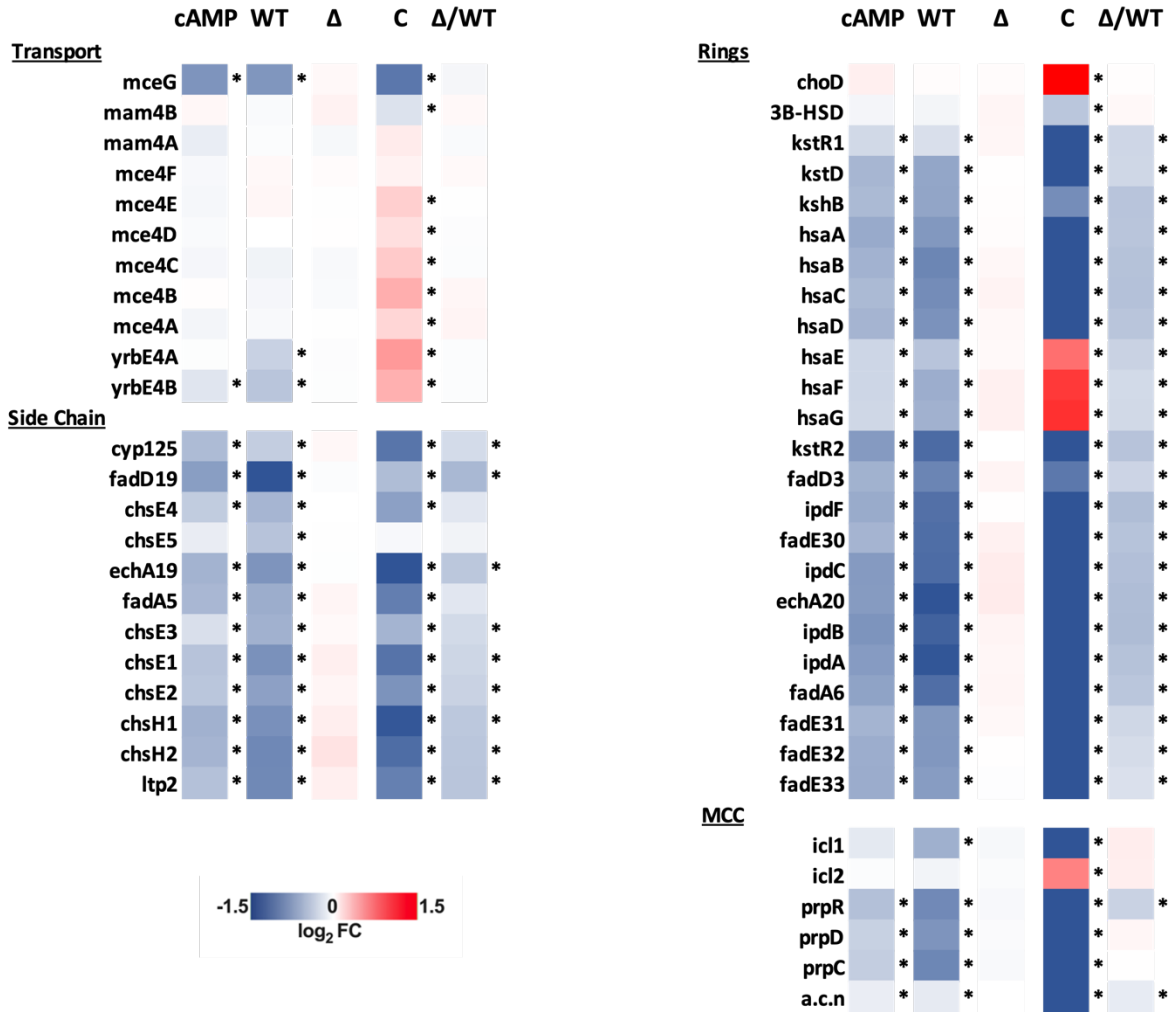 cAMP WT Δ C Δ/WT
Transport
mceG * * *
mam4B *
mam4A
mce4F
mce4E *
mce4D *
mce4C *
mce4B *
mce4A *
yrbE4A * *
yrbE4B * * *
Side Chain
cyp125 * * * *
fadD19 * * * *
chsE4 * * *
chsE5 *
echA19 * * * *
fadA5 * * *
chsE3 * * * *
chsE1 * * * *
chsE2 * * * *
chsH1 * * * *
chsH2 * * * *
ltp2 * * * *
-1.5 0 1.5
log2 FC
cAMP WT Δ C Δ/WT
Rings
choD *
3B-HSD *
kstR1 * * * *
kstD * * * *
kshB * * * *
hsaA * * * *
hsaB * * * *
hsaC * * * *
hsaD * * * *
hsaE * * * *
hsaF * * * *
hsaG * * * *
kstR2 * * * *
fadD3 * * * *
ipdF * * * *
fadE30 * * * *
ipdC * * * *
echA20 * * * *
ipdB * * * *
ipdA * * * *
fadA6 * * * *
fadE31 * * * *
fadE32 * * * *
fadE33 * * * *
MCC
icl1 * *
icl2 *
prpR * * * *
prpD * * *
prpC * * *
a.c.n * * * *